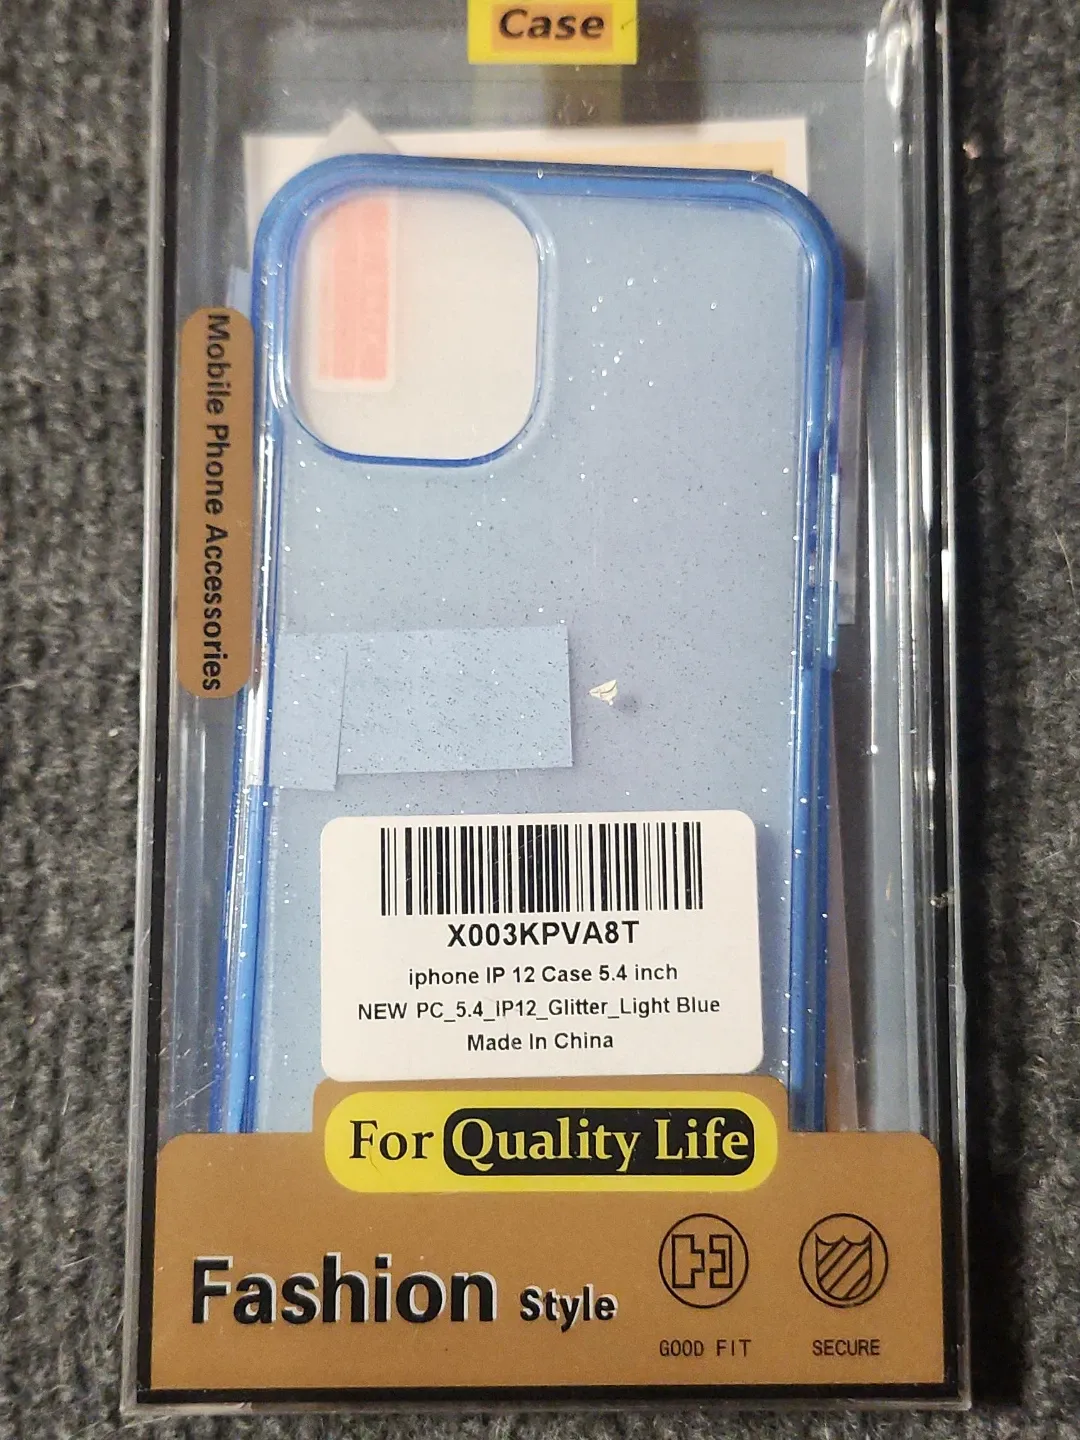 Case
Mobile Phone Accessories
X003KPVA8T
iphone IP 12 Case 5.4 inch
NEW PC_5.4_IP12_Glitter_Light Blue
Made In China
For Quality Life
Fashion Style
GOOD FIT
SECURE